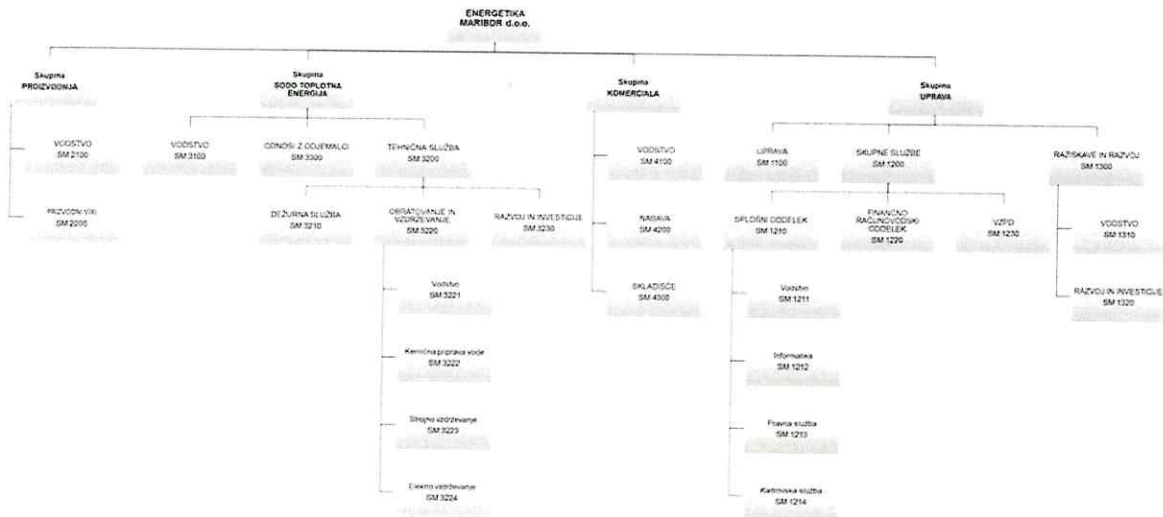 ENERGETIKA
MARIBOR d.o.o.
Skupina
PROIZVODNJA
Skupina
SODO TOPLOTNA
ENERGIJA
Skupina
KOMERCIALA
Skupina
UPRAVA
VODSTVO
SM 2100
VODSTVO
SM 3100
ODNOSI Z ODJEMALCI
SM 3300
TEHNIČNA SLUŽBA
SM 3200
VODSTVO
SM 4100
UPRAVA
SM 1100
SKUPNE SLUŽBE
SM 1200
RAZISKAVE IN RAZVOJ
SM 1300
PRIZVODNI VIRI
SM 2200
DEŽURNA SLUŽBA
SM 3210
OBRATOVANJE IN
VZDRŽEVANJE
SM 3220
RAZVOJ IN INVESTICIJE
SM 3230
NABAVA
SM 4200
SPLOŠNI ODDELEK
SM 1210
FINANČNO
RAČUNOVODSKI
ODDELEK
SM 1220
VZPD
SM 1230
VODSTVO
SM 1310
Vodstvo
SM 3221
SKLADIŠČE
SM 4300
Vodstvo
SM 1211
RAZVOJ IN INVESTICIJE
SM 1320
Kemična priprava vode
SM 3222
Informatika
SM 1212
Strojno vzdrževanje
SM 3223
Pravna služba
SM 1213
Elektro vzdrževanje
SM 3224
Kadrovska služba
SM 1214